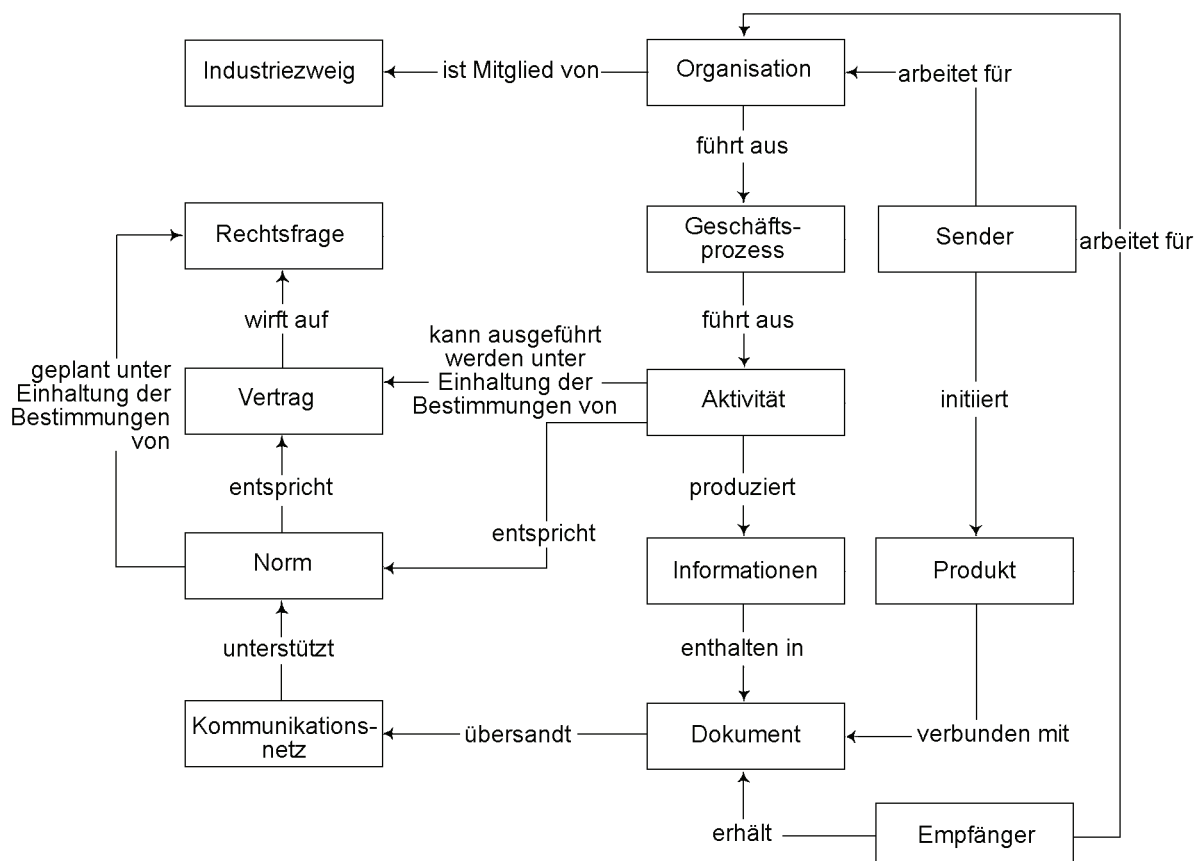 Industriezweig
ist Mitglied von
Organisation
arbeitet für
führt aus
Rechtsfrage
Geschäfts-
prozess
Sender
arbeitet für
wirft auf
führt aus
geplant unter
Einhaltung der
Bestimmungen
von
Vertrag
kann ausgeführt
werden unter
Einhaltung der
Bestimmungen von
Aktivität
initiiert
entspricht
entspricht
produziert
Norm
Informationen
Produkt
unterstützt
enthalten in
Kommunikations-
netz
übersandt
Dokument
verbunden mit
erhält
Empfänger